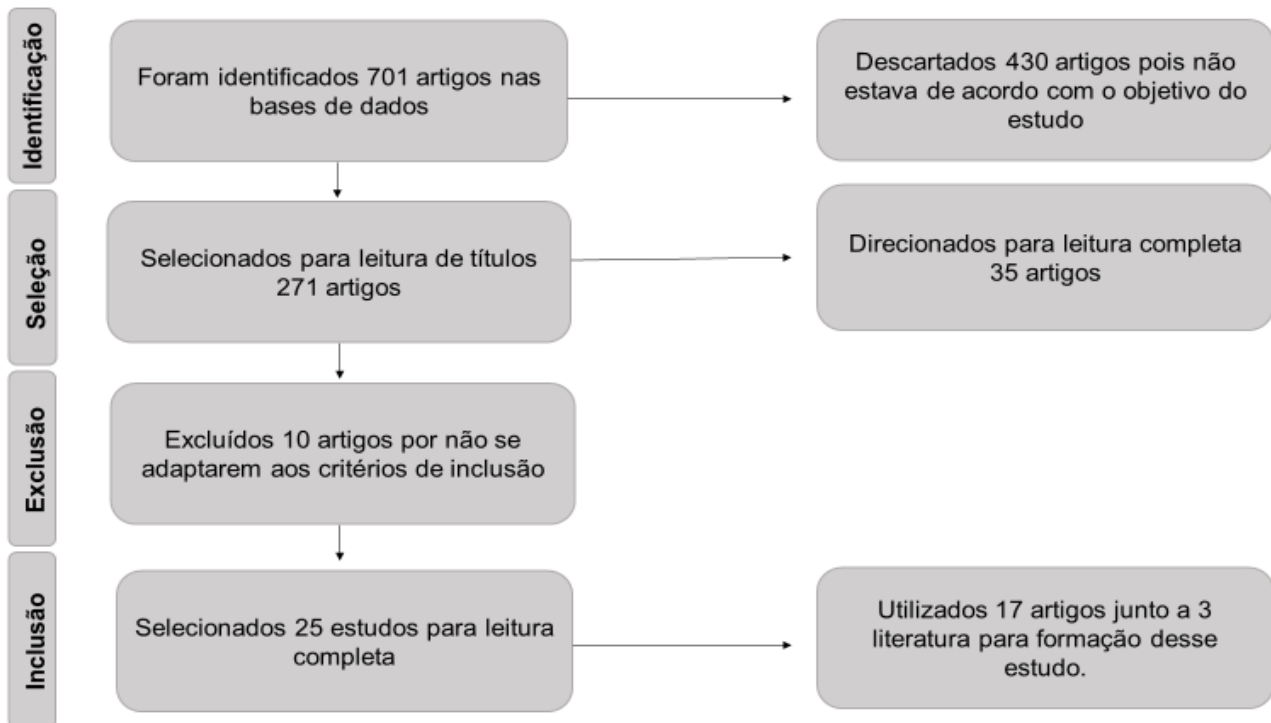 Identificação
Foram identificados 701 artigos nas
bases de dados
Descartados 430 artigos pois não
estava de acordo com o objetivo do
estudo
Seleção
Selecionados para leitura de títulos
271 artigos
Direcionados para leitura completa
35 artigos
Exclusão
Excluídos 10 artigos por não se
adaptarem aos critérios de inclusão
Inclusão
Selecionados 25 estudos para leitura
completa
Utilizados 17 artigos junto a 3
literatura para formação desse
estudo.